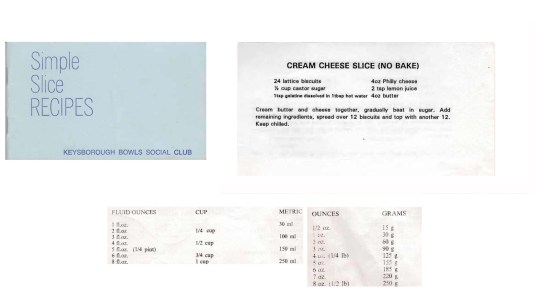 Simple
Slice
RECIPES
KEYSBOROUGH BOWLS SOCIAL CLUB
CREAM CHEESE SLICE (NO BAKE)
24 lattice biscuits 4oz Philly cheese
½ cup castor sugar 2 tsp lemon juice
1tsp gelatine dissolved in 1tbsp hot water 4oz butter
Cream butter and cheese together, gradually beat in sugar. Add
remaining ingredients, spread over 12 biscuits and top with another 12.
Keep chilled.
FLUID OUNCES CUP METRIC
1 fl.oz. 30 ml
2 fl.oz. 1/4 cup
3 fl.oz. 100 ml
4 fl.oz. 1/2 cup
5 fl.oz. (1/4 pint) 150 ml
6 fl.oz. 3/4 cup
8 fl.oz. 1 cup 250 ml
OUNCES GRAMS
1/2 oz. 15 g
1 oz. 30 g
2 oz. 60 g
3 oz. 90 g
4 oz. (1/4 lb) 125 g
5 oz. 155 g
6 oz. 185 g
7 oz. 220 g
8 oz. (1/2 lb) 250 g